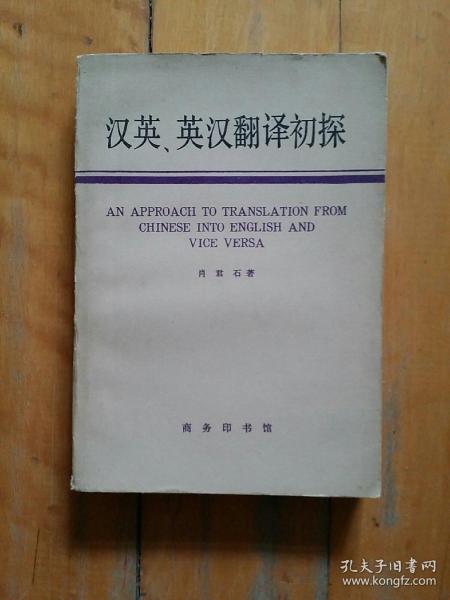 汉英、英汉翻译初探
AN APPROACH TO TRANSLATION FROM
CHINESE INTO ENGLISH AND
VICE VERSA
肖君石著
商务印书馆
孔夫子旧书网
www.kongfz.com